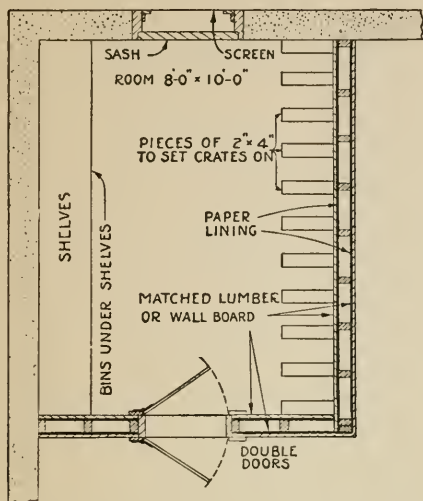 SASH
SCREEN
ROOM 8'-0" × 10'-0"
PIECES OF 2" × 4"
TO SET CRATES ON
SHELVES
BINS UNDER SHELVES
PAPER
LINING
MATCHED LUMBER
OR WALL BOARD
DOUBLE
DOORS